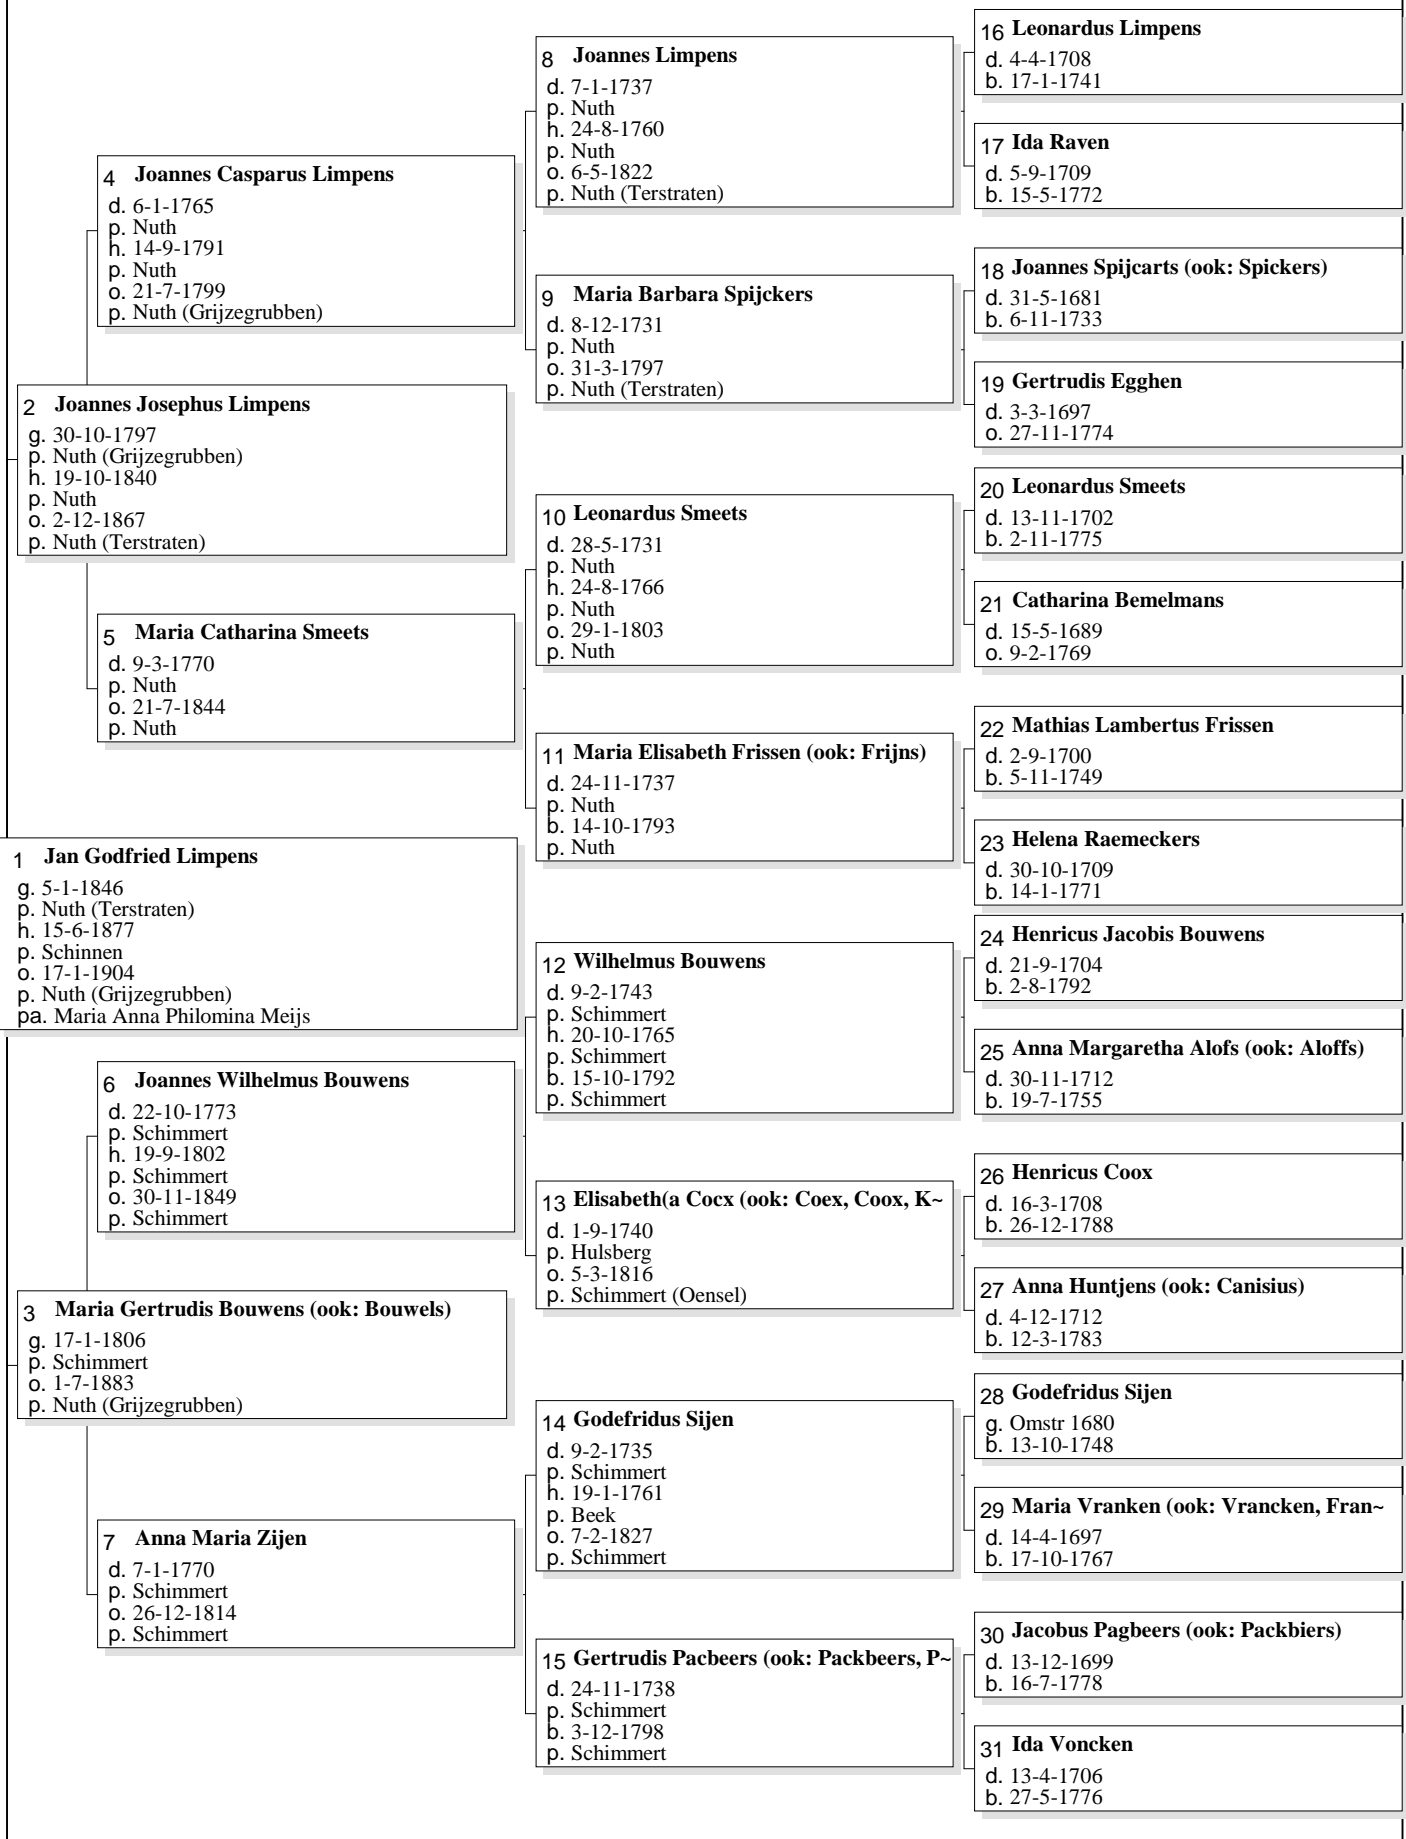 16 Leonardus Limpens
d. 4-4-1708
b. 17-1-1741
8 Joannes Limpens
d. 7-1-1737
p. Nuth
h. 24-8-1760
p. Nuth
o. 6-5-1822
p. Nuth (Terstraten)
17 Ida Raven
d. 5-9-1709
b. 15-5-1772
4 Joannes Casparus Limpens
d. 6-1-1765
p. Nuth
h. 14-9-1791
p. Nuth
o. 21-7-1799
p. Nuth (Grijzegrubben)
18 Joannes Spijcarts (ook: Spickers)
d. 31-5-1681
b. 6-11-1733
9 Maria Barbara Spijckers
d. 8-12-1731
p. Nuth
o. 31-3-1797
p. Nuth (Terstraten)
19 Gertrudis Egghen
d. 3-3-1697
o. 27-11-1774
2 Joannes Josephus Limpens
g. 30-10-1797
p. Nuth (Grijzegrubben)
h. 19-10-1840
p. Nuth
o. 2-12-1867
p. Nuth (Terstraten)
20 Leonardus Smeets
d. 13-11-1702
b. 2-11-1775
10 Leonardus Smeets
d. 28-5-1731
p. Nuth
h. 24-8-1766
p. Nuth
o. 29-1-1803
p. Nuth
21 Catharina Bemelmans
d. 15-5-1689
o. 9-2-1769
5 Maria Catharina Smeets
d. 9-3-1770
p. Nuth
o. 21-7-1844
p. Nuth
22 Mathias Lambertus Frissen
d. 2-9-1700
b. 5-11-1749
11 Maria Elisabeth Frissen (ook: Frijns)
d. 24-11-1737
p. Nuth
b. 14-10-1793
p. Nuth
23 Helena Raemeckers
d. 30-10-1709
b. 14-1-1771
1 Jan Godfried Limpens
g. 5-1-1846
p. Nuth (Terstraten)
h. 15-6-1877
p. Schinnen
o. 17-1-1904
p. Nuth (Grijzegrubben)
pa. Maria Anna Philomina Meijs
24 Henricus Jacobis Bouwens
d. 21-9-1704
b. 2-8-1792
12 Wilhelmus Bouwens
d. 9-2-1743
p. Schimmert
h. 20-10-1765
p. Schimmert
b. 15-10-1792
p. Schimmert
25 Anna Margaretha Alofs (ook: Aloffs)
d. 30-11-1712
b. 19-7-1755
6 Joannes Wilhelmus Bouwens
d. 22-10-1773
p. Schimmert
h. 19-9-1802
p. Schimmert
o. 30-11-1849
p. Schimmert
26 Henricus Coox
d. 16-3-1708
b. 26-12-1788
13 Elisabeth(a Cocx (ook: Coex, Coox, K~
d. 1-9-1740
p. Hulsberg
o. 5-3-1816
p. Schimmert (Oensel)
27 Anna Huntjens (ook: Canisius)
d. 4-12-1712
b. 12-3-1783
3 Maria Gertrudis Bouwens (ook: Bouwels)
g. 17-1-1806
p. Schimmert
o. 1-7-1883
p. Nuth (Grijzegrubben)
28 Godefridus Sijen
g. Omstr 1680
b. 13-10-1748
14 Godefridus Sijen
d. 9-2-1735
p. Schimmert
h. 19-1-1761
p. Beek
o. 7-2-1827
p. Schimmert
29 Maria Vranken (ook: Vrancken, Fran~
d. 14-4-1697
b. 17-10-1767
7 Anna Maria Zijen
d. 7-1-1770
p. Schimmert
o. 26-12-1814
p. Schimmert
30 Jacobus Pagbeers (ook: Packbiers)
d. 13-12-1699
b. 16-7-1778
15 Gertrudis Pacbeers (ook: Packbeers, P~
d. 24-11-1738
p. Schimmert
b. 3-12-1798
p. Schimmert
31 Ida Voncken
d. 13-4-1706
b. 27-5-1776